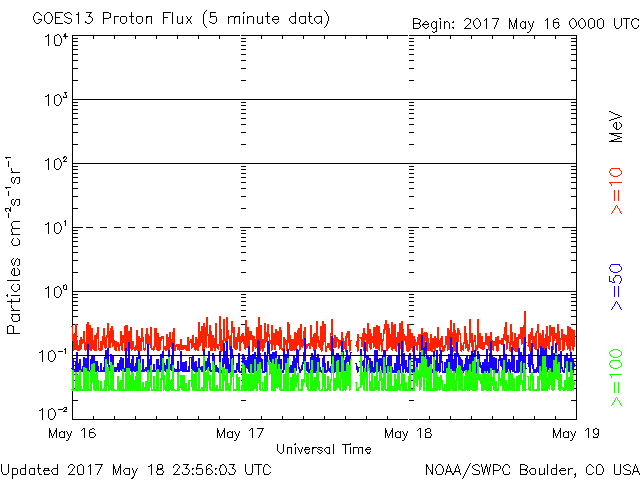 GOES13 Proton Flux (5 minute data)
Begin: 2017 May 16 0000 UTC
Particles cm⁻²s⁻¹sr⁻¹
10⁴
10³
10²
10¹
10⁰
10⁻¹
10⁻²
May 16
May 17
May 18
May 19
Universal Time
MeV
>=10
>=50
>=100
Updated 2017 May 18 23:56:03 UTC
NOAA/SWPC Boulder, CO USA